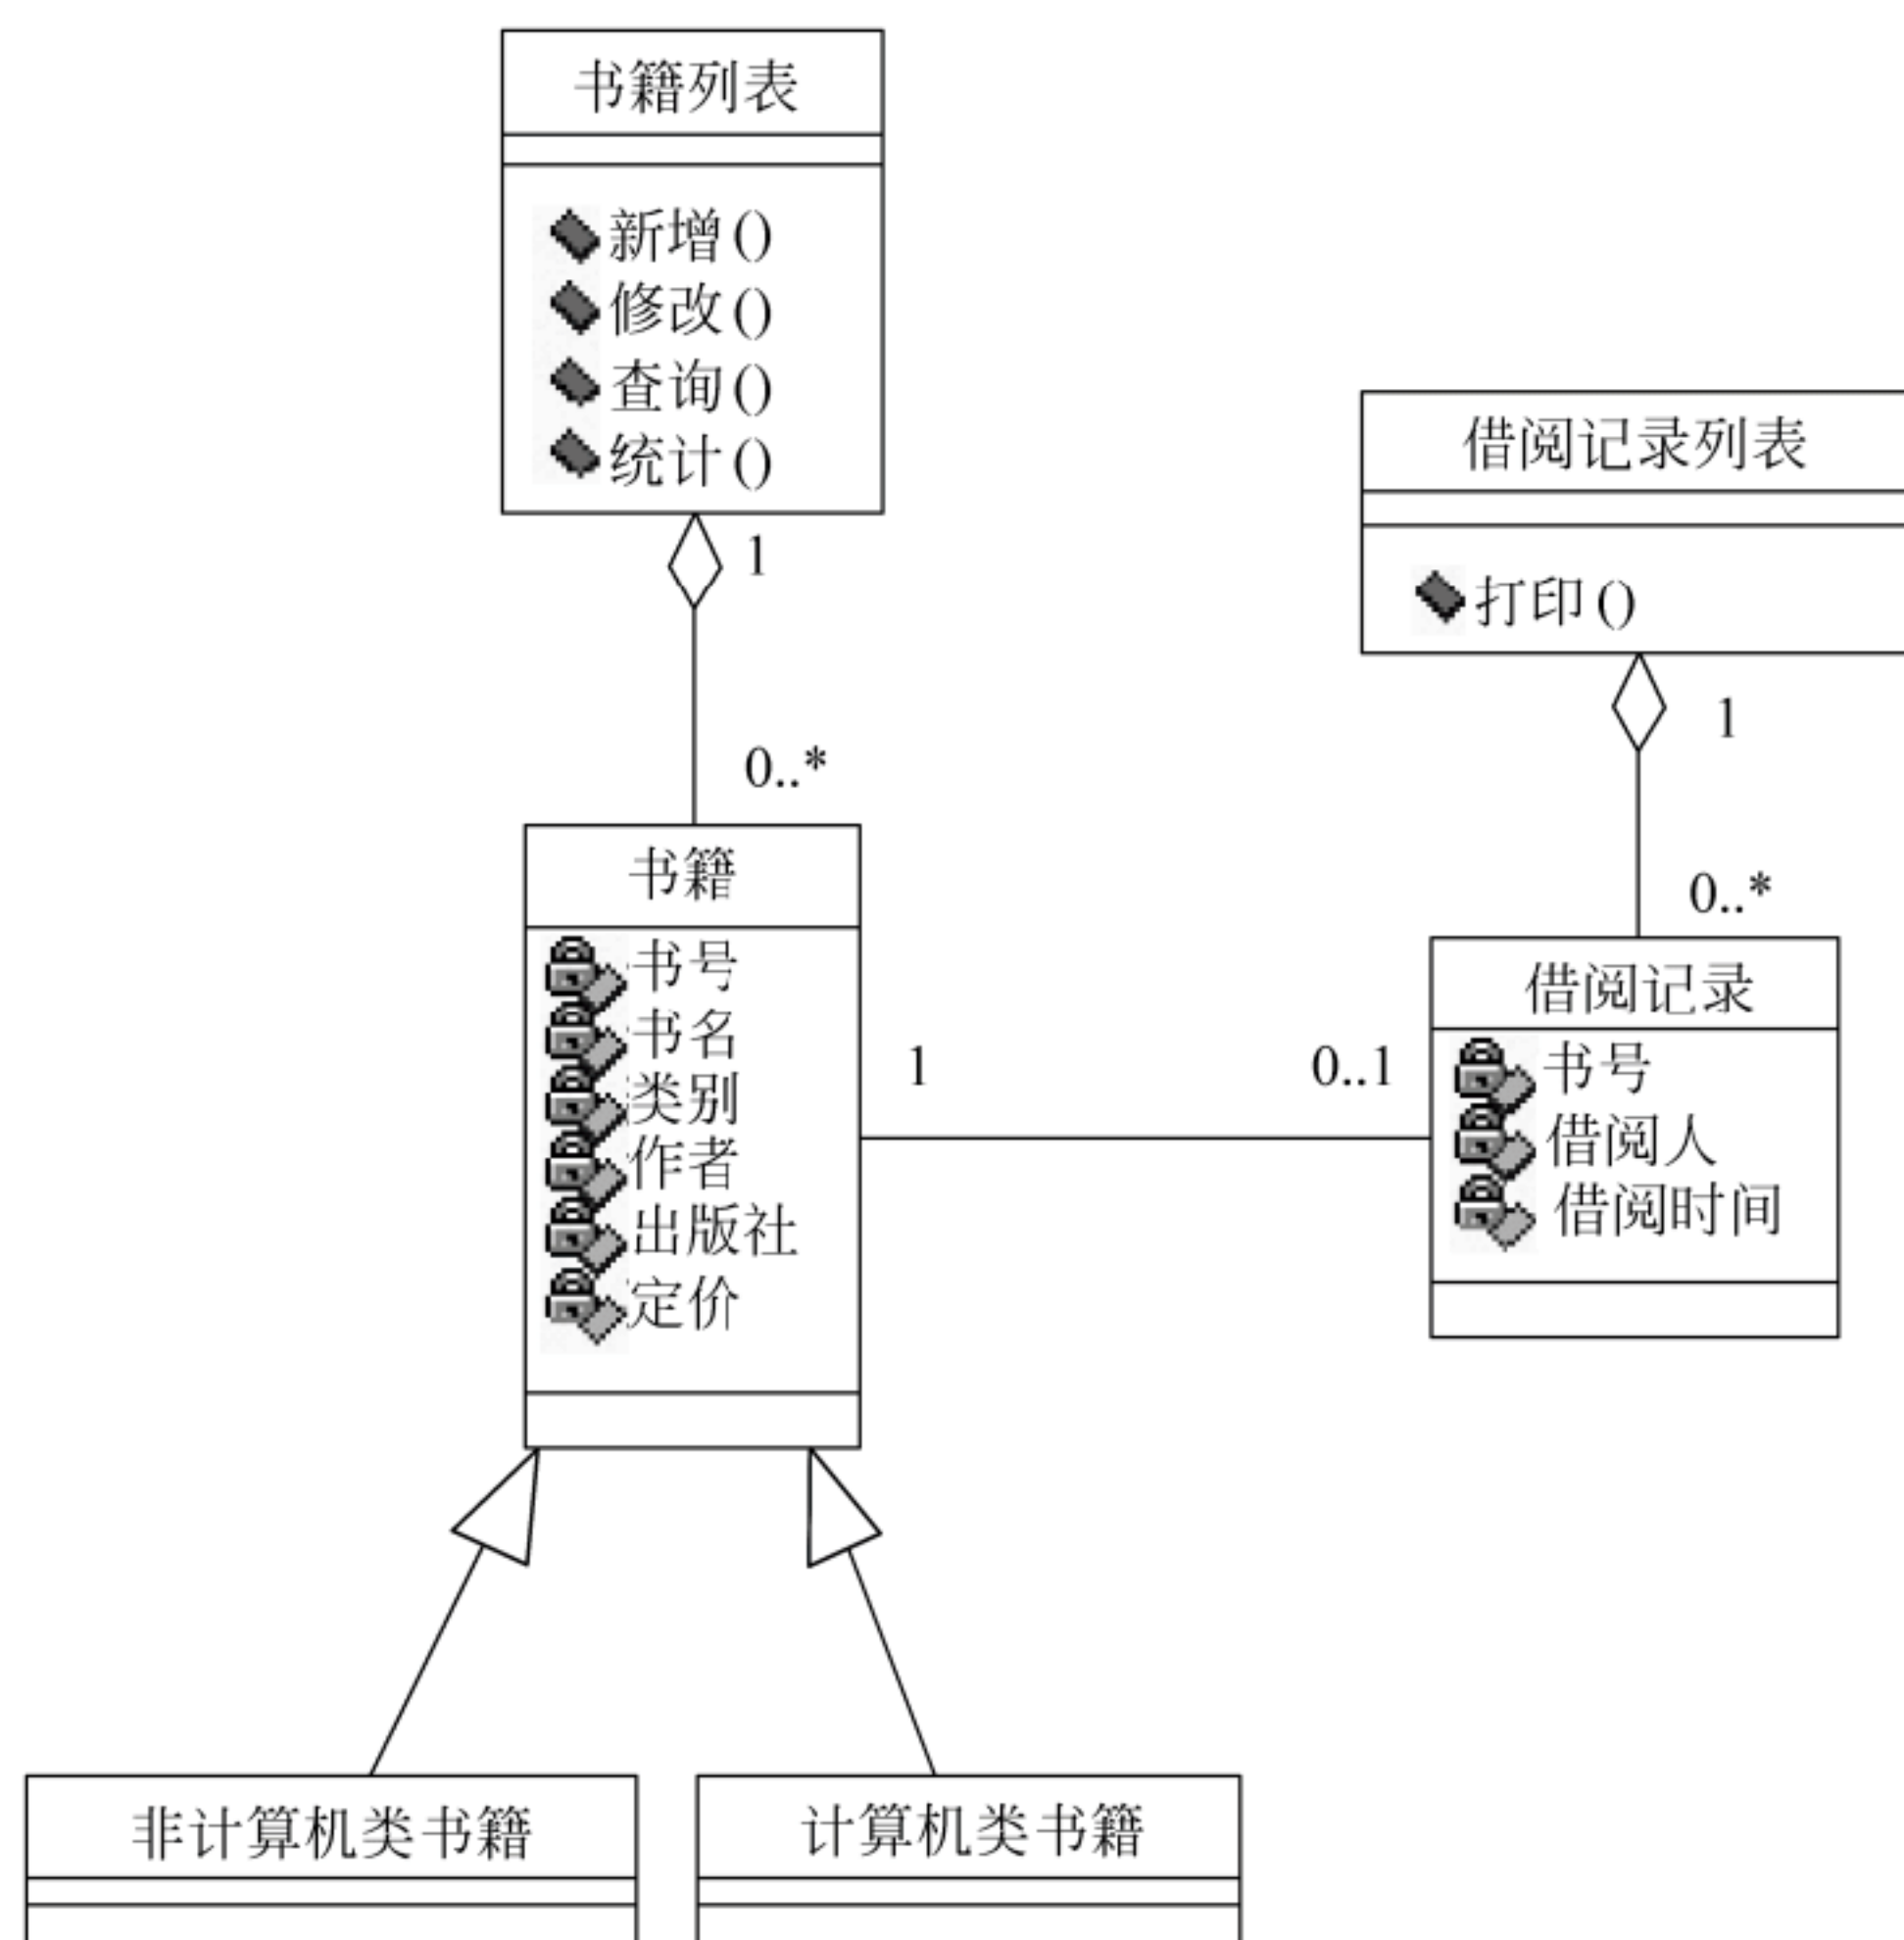 书籍列表
新增()
修改()
查询()
统计()
1
0..*
借阅记录列表
打印()
1
0..*
书籍
书号
书名
类别
作者
出版社
定价
1
0..1
借阅记录
书号
借阅人
借阅时间
非计算机类书籍
计算机类书籍